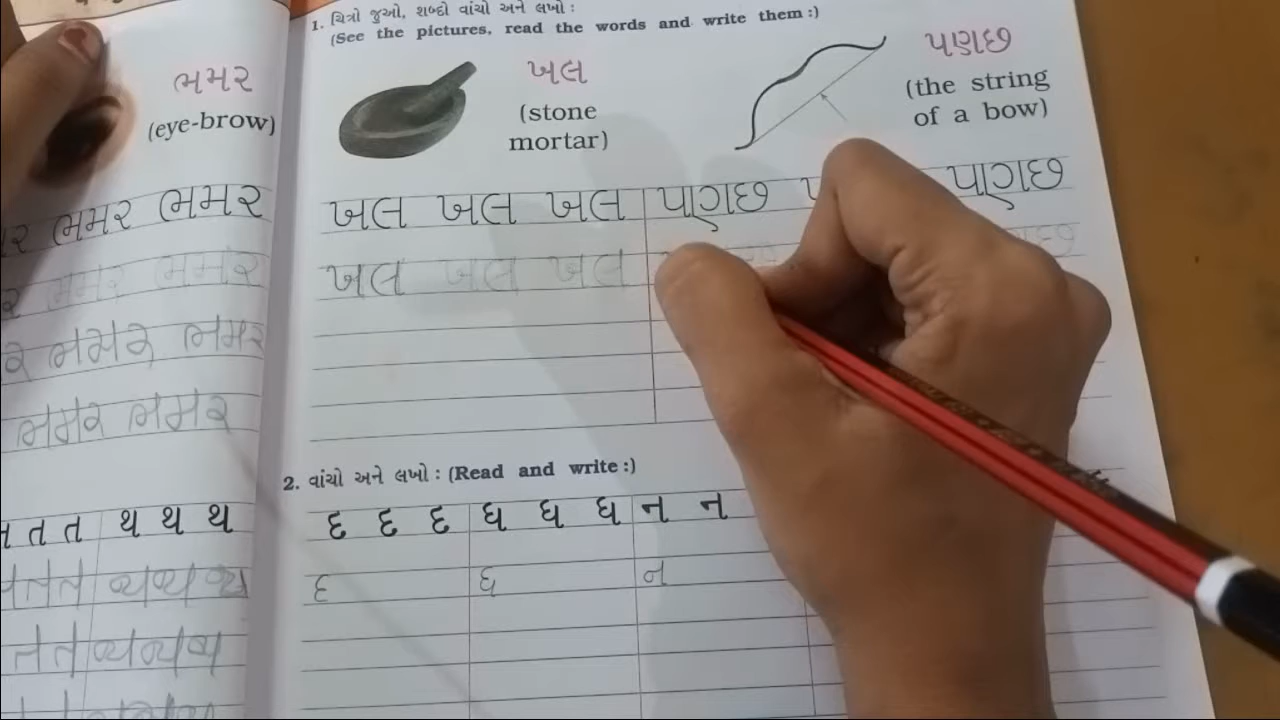 ભમર
(eye-brow)
ભમર ભમર
ભમર ભમર
ભમર ભમર
ભમર ભમર
ત ત થ થ થ
1. ચિત્રો જુઓ, શબ્દો વાંચો અને લખો :
(See the pictures, read the words and write them :)
ખલ
(stone
mortar)
પણછ
(the string
of a bow)
ખલ ખલ ખલ પણછ પણછ
ખલ ખલ ખલ
2. વાંચો અને લખો : (Read and write :)
દ દ દ ધ ધ ધ ન ન
દ ધ ન